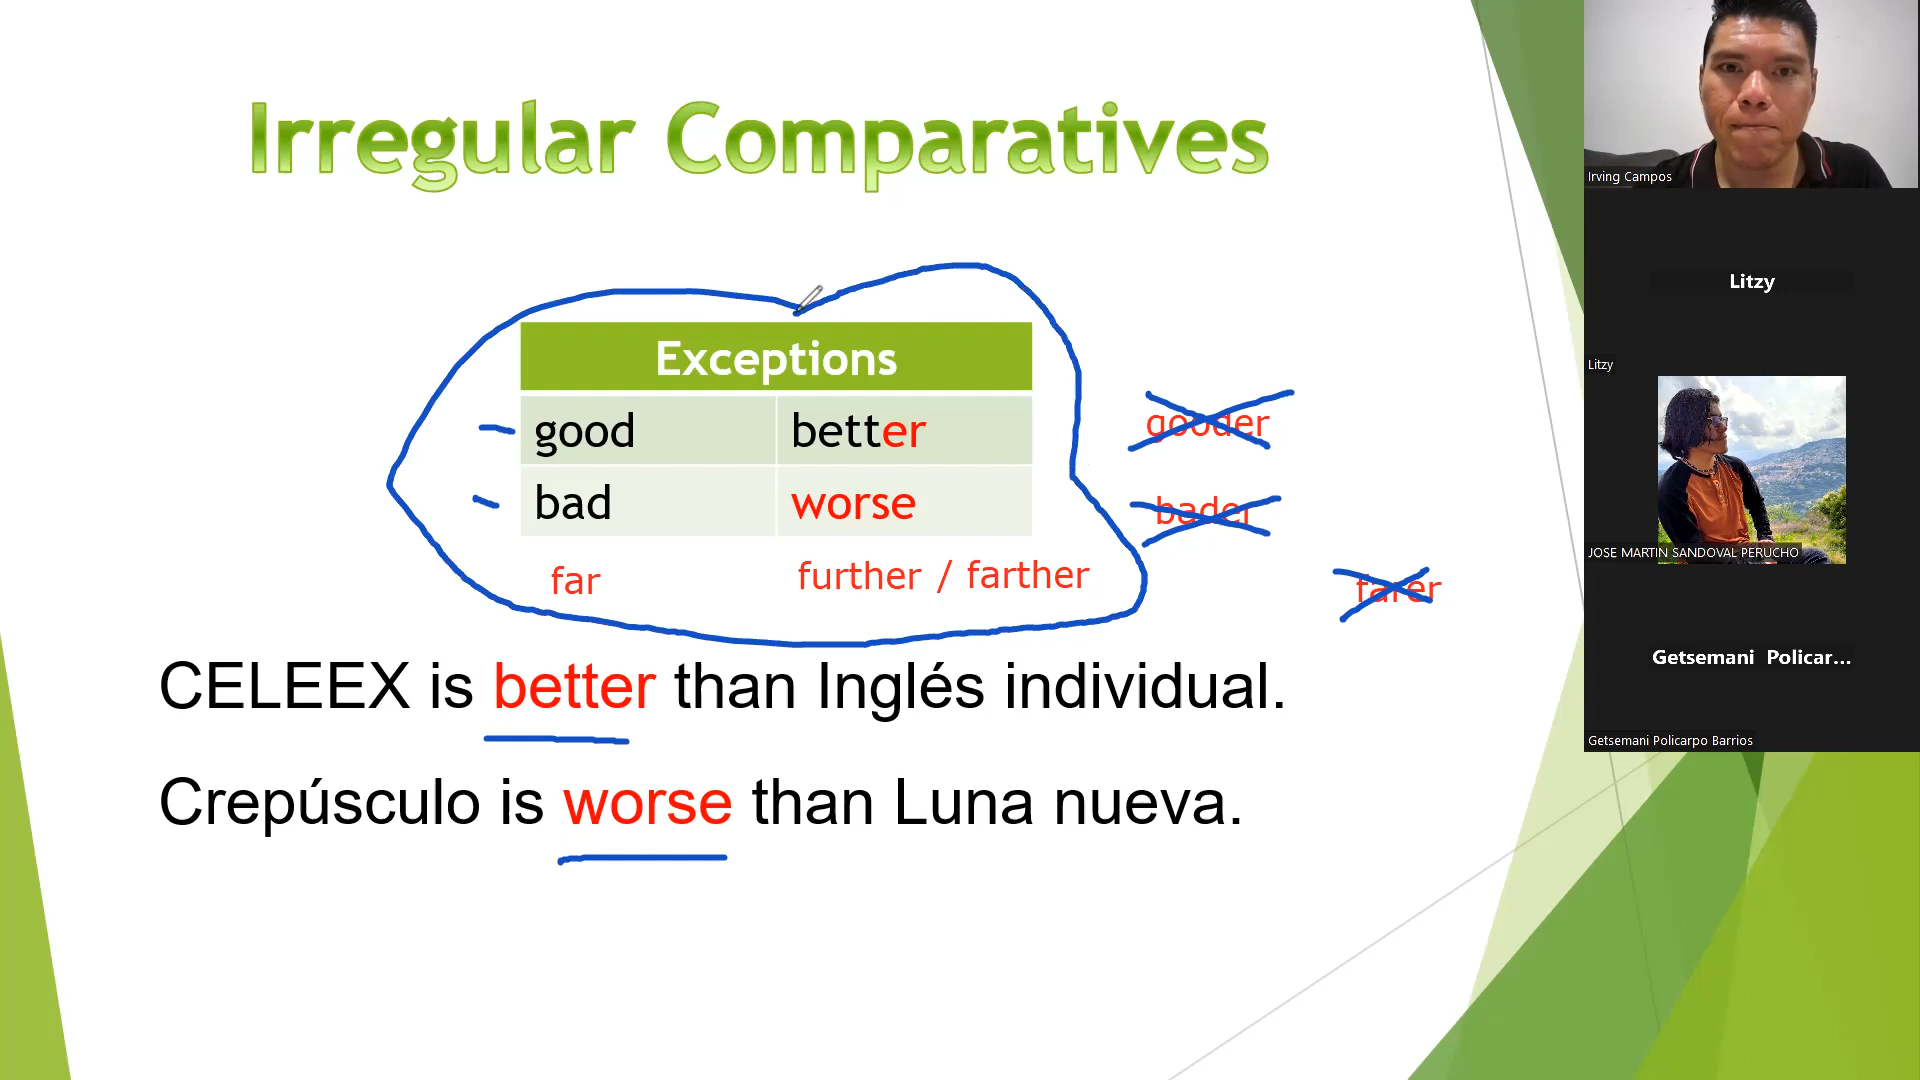 Irregular Comparatives
Exceptions
good better gooder
bad worse bader
far further / farther farer
CELEEX is better than Inglés individual.
Crepúsculo is worse than Luna nueva.
Irving Campos
Litzy
Litzy
JOSE MARTIN SANDOVAL PERUCHO
Getsemani Policar...
Getsemani Policarpo Barrios